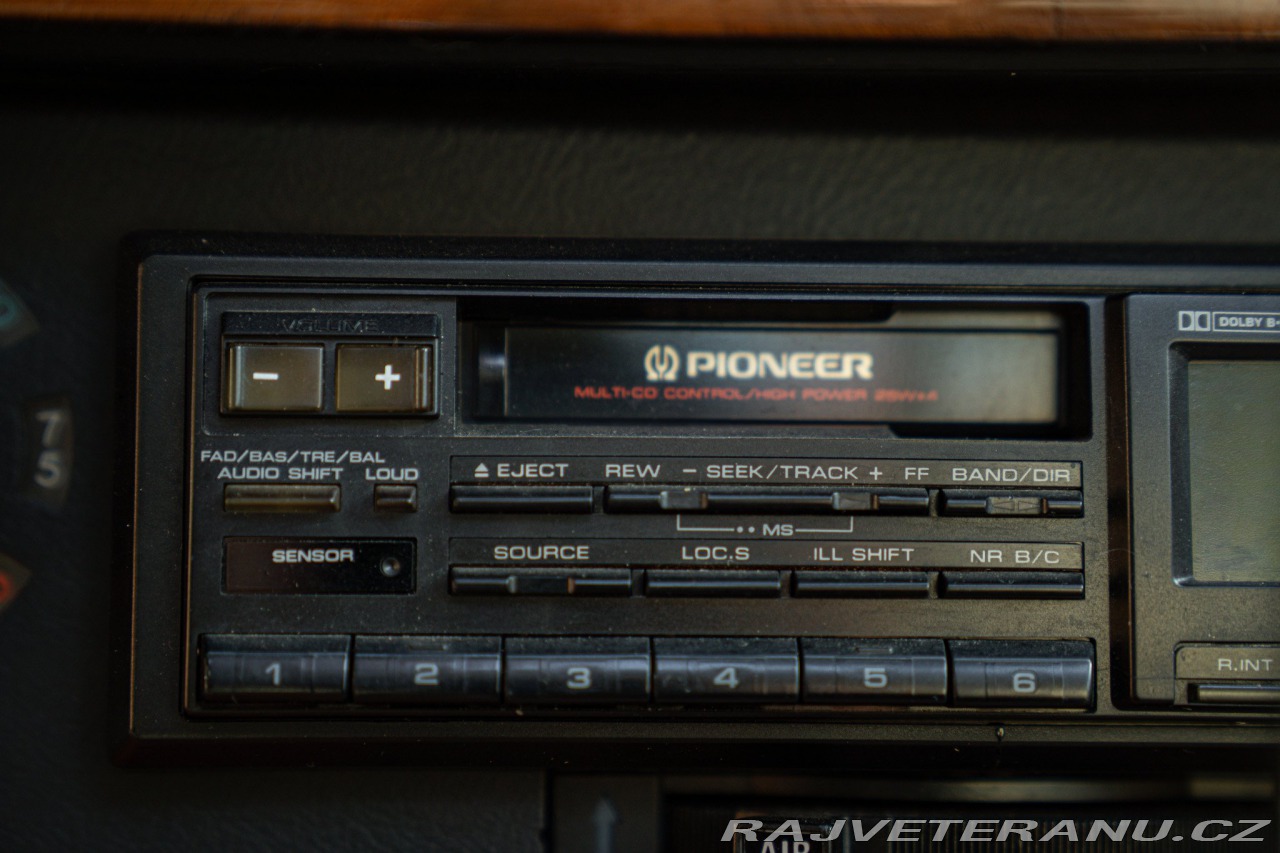 VOLUME
- +
PIONEER
MULTI-CD CONTROL/HIGH POWER 25W×4
DOLBY B-
FAD/BAS/TRE/BAL
AUDIO SHIFT LOUD
EJECT REW - SEEK/TRACK + FF BAND/DIR
MS
75
SENSOR
SOURCE LOC.S ILL SHIFT NR B/C
1 2 3 4 5 6
R.INT
AIR
RAJVETERANU.CZ